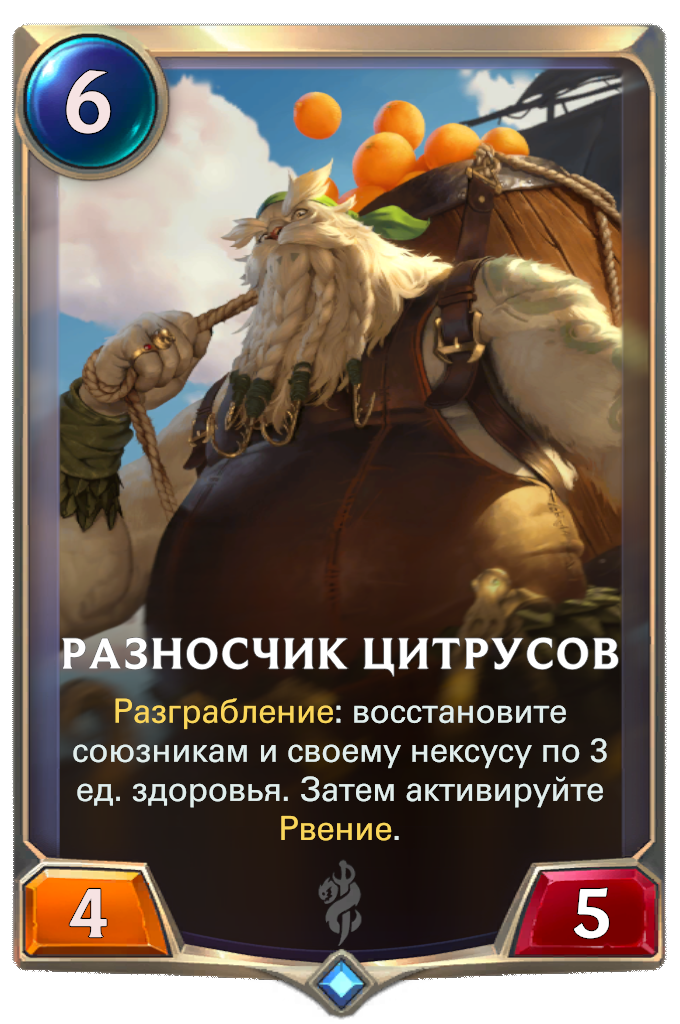 6
РАЗНОСЧИК ЦИТРУСОВ
Разграбление: восстановите
союзникам и своему нексусу по 3
ед. здоровья. Затем активируйте
Рвение.
4
5